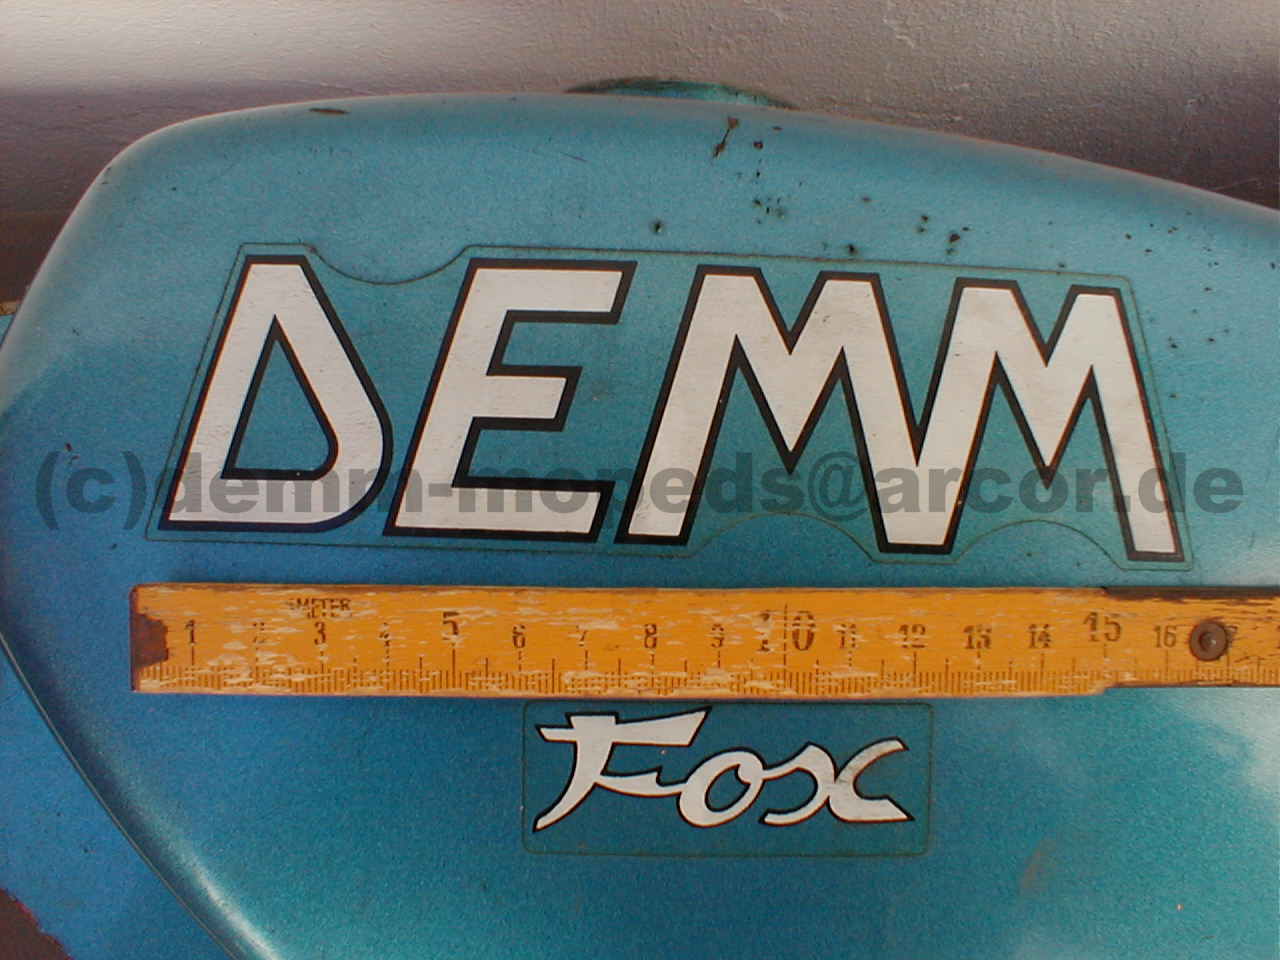 DEMM
(c)demm-mopeds@arcor.de
METER
1 2 3 4 5 6 7 8 9 10 11 12 13 14 15 16
Fox